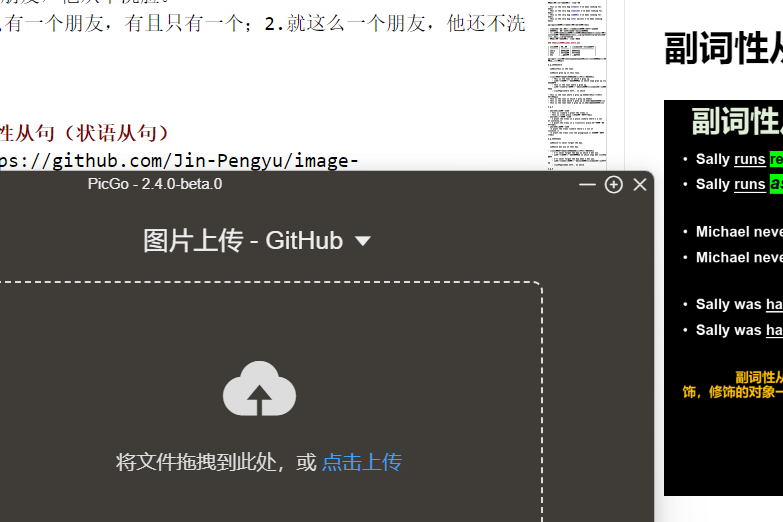 有一个朋友，有且只有一个；2.就这么一个朋友，他还不洗
性从句（状语从句）
ps://github.com/Jin-Pengyu/image-
PicGo - 2.4.0-beta.0
图片上传 - GitHub
将文件拖拽到此处，或 点击上传
副词性从
副词性
• Sally runs re
• Sally runs as
• Michael neve
• Michael neve
• Sally was ha
• Sally was ha
副词性从
饰，修饰的对象一